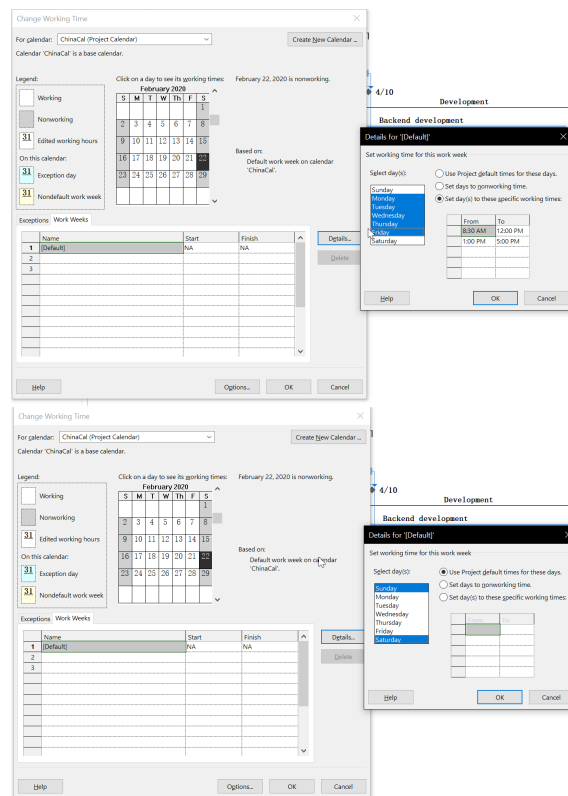 Change Working Time
For calendar: ChinaCal (Project Calendar)
Create New Calendar ...
Calendar 'ChinaCal' is a base calendar.
Legend:
Working
Nonworking
31 Edited working hours
On this calendar:
31 Exception day
31 Nondefault work week
Click on a day to see its working times:
February 2020
S M T W Th F S
1
2 3 4 5 6 7 8
9 10 11 12 13 14 15
16 17 18 19 20 21 22
23 24 25 26 27 28 29
February 22, 2020 is nonworking.
Based on:
Default work week on calendar
'ChinaCal'.
Exceptions Work Weeks
Name Start Finish
1 [Default] NA NA
2
3
Details...
Delete
Help
Options...
OK
Cancel
4/10
Development
Backend development
Details for '[Default]'
Set working time for this work week
Select day(s):
Sunday
Monday
Tuesday
Wednesday
Thursday
Friday
Saturday
Use Project default times for these days.
Set days to nonworking time.
Set day(s) to these specific working times:
From To
8:30 AM 12:00 PM
1:00 PM 5:00 PM
Help
OK
Cancel
Change Working Time
For calendar: ChinaCal (Project Calendar)
Create New Calendar ...
Calendar 'ChinaCal' is a base calendar.
Legend:
Working
Nonworking
31 Edited working hours
On this calendar:
31 Exception day
31 Nondefault work week
Click on a day to see its working times:
February 2020
S M T W Th F S
1
2 3 4 5 6 7 8
9 10 11 12 13 14 15
16 17 18 19 20 21 22
23 24 25 26 27 28 29
February 22, 2020 is nonworking.
Based on:
Default work week on calendar
'ChinaCal'.
Exceptions Work Weeks
Name Start Finish
1 [Default] NA NA
2
3
Details...
Delete
Help
Options...
OK
Cancel
4/10
Development
Backend development
Details for '[Default]'
Set working time for this work week
Select day(s):
Sunday
Monday
Tuesday
Wednesday
Thursday
Friday
Saturday
Use Project default times for these days.
Set days to nonworking time.
Set day(s) to these specific working times:
From To
Help
OK
Cancel